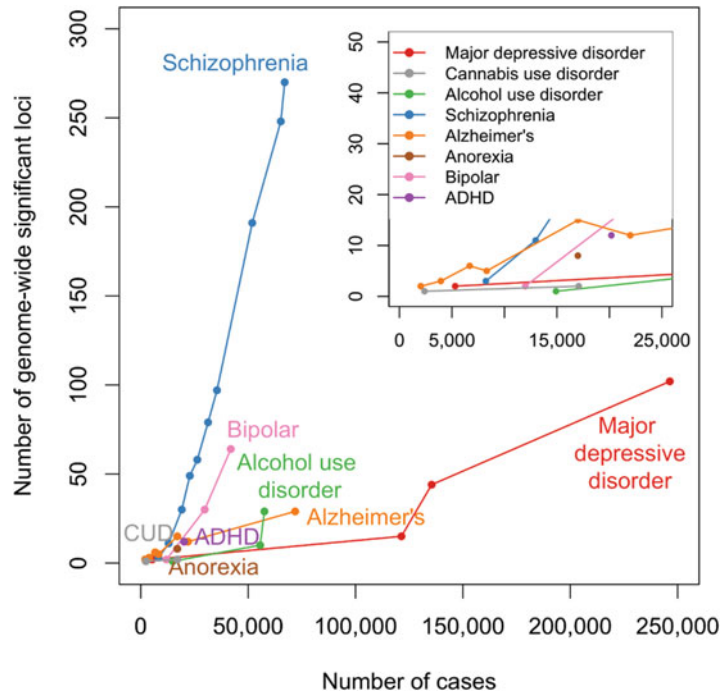 Number of genome-wide significant loci
300
250
200
150
100
50
0
Schizophrenia
Bipolar
Alcohol use
disorder
CUD
ADHD
Alzheimer's
Anorexia
Major
depressive
disorder
50
40
30
20
10
0
Major depressive disorder
Cannabis use disorder
Alcohol use disorder
Schizophrenia
Alzheimer's
Anorexia
Bipolar
ADHD
0 5,000 15,000 25,000
0 50,000 100,000 150,000 200,000 250,000
Number of cases